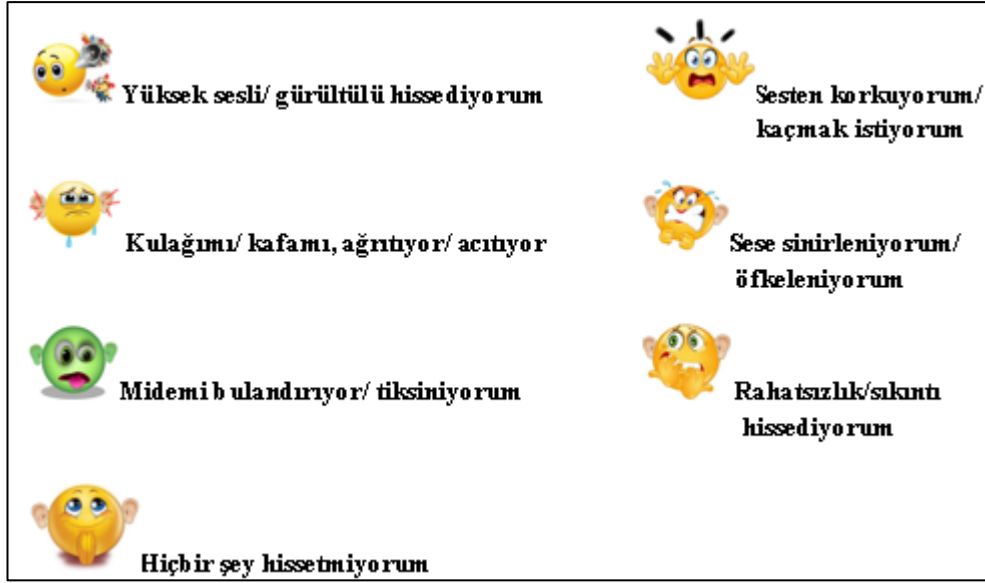 Yüksek sesli/ gürültülü hissediyorum
Sesten korkuyorum/
kaçmak istiyorum
Kulağımı/ kafamı, ağrıtıyor/ acıtıyor
Sese sinirleniyorum/
öfkeleniyorum
Midemi bulandırıyor/ tiksiniyorum
Rahatsızlık/sıkıntı
hissediyorum
Hiçbir şey hissetmiyorum